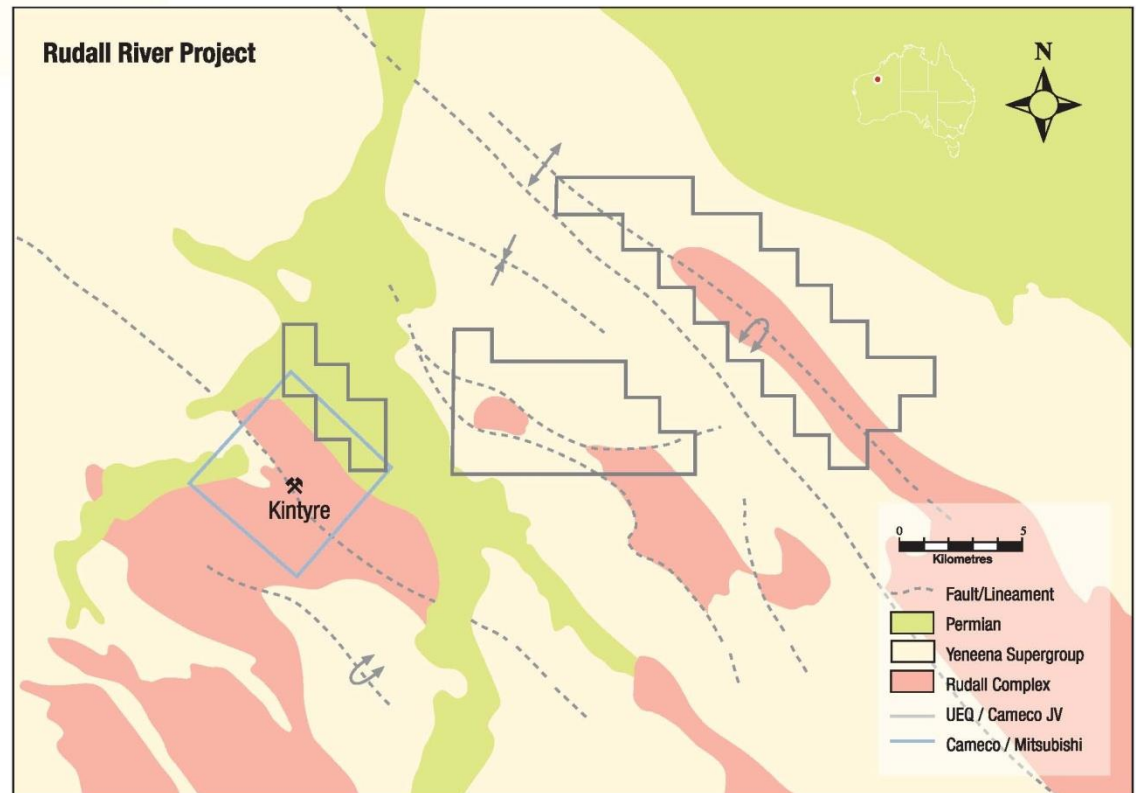 Rudall River Project
N
Kintyre
0 5
Kilometres
Fault/Lineament
Permian
Yeneena Supergroup
Rudall Complex
UEQ / Cameco JV
Cameco / Mitsubishi